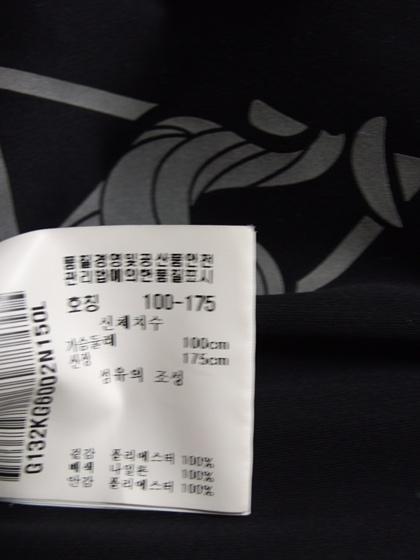 품질경영및공산품안전
관리법에의한품질표시
호칭 100-175
신체치수
가슴둘레 100cm
신장 175cm
섬유의 조성
겉감 폴리에스터 100%
배색 나일론 100%
안감 폴리에스터 100%
G132KG6002N150L